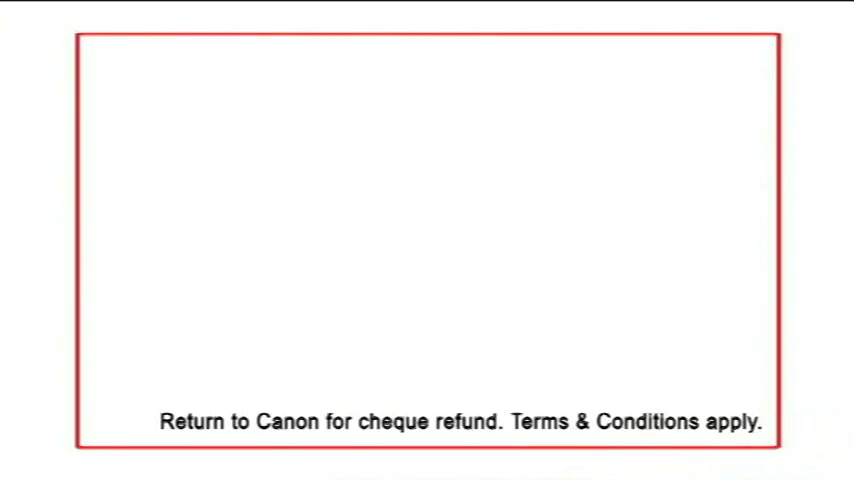 Return to Canon for cheque refund. Terms & Conditions apply.